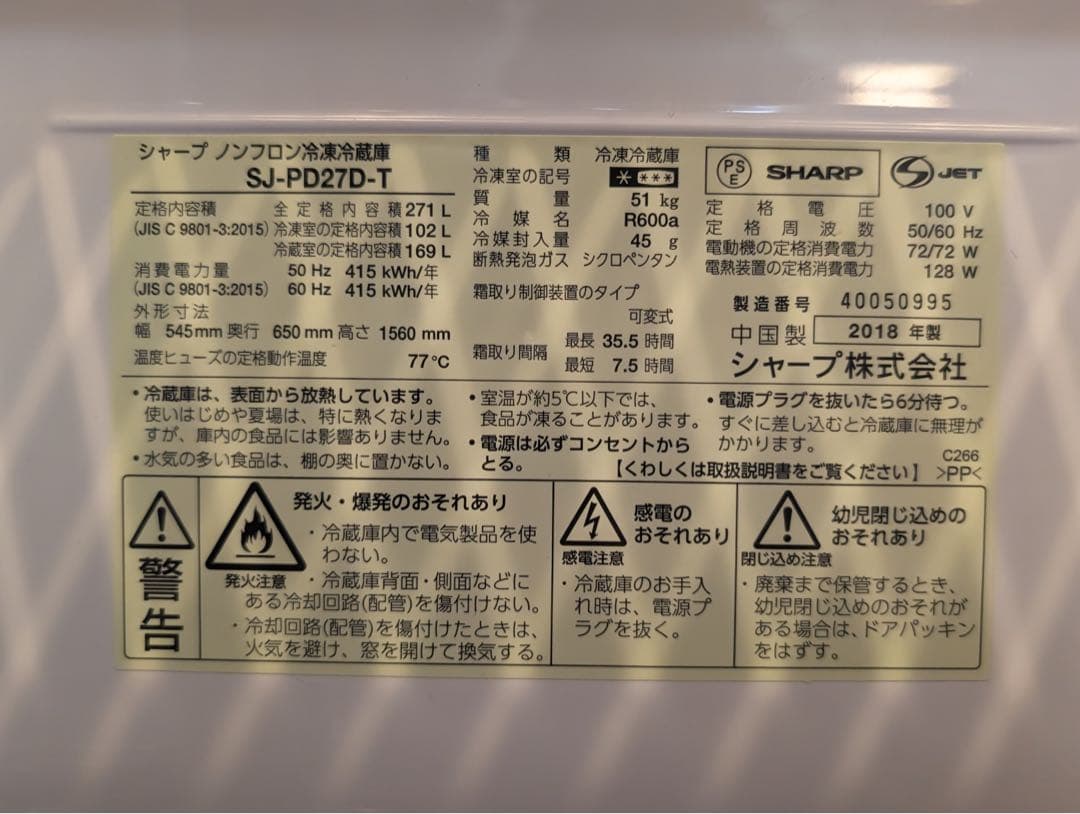 シャープ ノンフロン冷凍冷蔵庫
SJ-PD27D-T
定格内容積 全定格内容積 271 L
(JIS C 9801-3:2015) 冷凍室の定格内容積 102 L
冷蔵室の定格内容積 169 L
消費電力量 50 Hz 415 kWh/年
(JIS C 9801-3:2015) 60 Hz 415 kWh/年
外形寸法
幅 545mm 奥行 650mm 高さ 1560 mm
温度ヒューズの定格動作温度 77℃
種類 冷凍冷蔵庫
冷凍室の記号
質量 51 kg
冷媒名 R600a
冷媒封入量 45 g
断熱発泡ガス シクロペンタン
霜取り制御装置のタイプ
可変式
霜取り間隔 最長 35.5 時間
最短 7.5 時間
PS
E
SHARP
S JET
定格電圧 100 V
定格周波数 50/60 Hz
電動機の定格消費電力 72/72 W
電熱装置の定格消費電力 128 W
製造番号 40050995
中国製 2018 年製
シャープ株式会社
・冷蔵庫は、表面から放熱しています。
使いはじめや夏場は、特に熱くなりま
すが、庫内の食品には影響ありません。
・水気の多い食品は、棚の奥に置かない。
・室温が約5℃以下では、
食品が凍ることがあります。
・電源は必ずコンセントから
とる。
・電源プラグを抜いたら6分待つ。
すぐに差し込むと冷蔵庫に無理が
かかります。
【くわしくは取扱説明書をご覧ください】
C266
>PP<
警告
発火・爆発のおそれあり
発火注意
・冷蔵庫内で電気製品を使
わない。
・冷蔵庫背面・側面などに
ある冷却回路(配管)を傷付けない。
・冷却回路(配管)を傷付けたときは、
火気を避け、窓を開けて換気する。
感電の
おそれあり
感電注意
・冷蔵庫のお手入
れ時は、電源プ
ラグを抜く。
幼児閉じ込めの
おそれあり
閉じ込め注意
・廃棄まで保管するとき、
幼児閉じ込めのおそれが
ある場合は、ドアパッキン
をはずす。